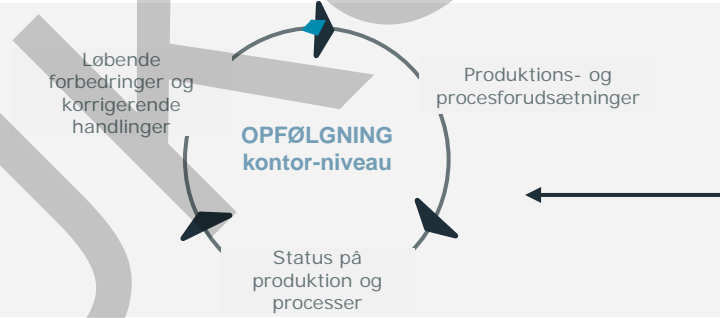 Løbende
forbedringer og
korrigerende
handlinger
Produktions- og
procesforudsætninger
OPFØLGNING
kontor-niveau
Status på
produktion og
processer